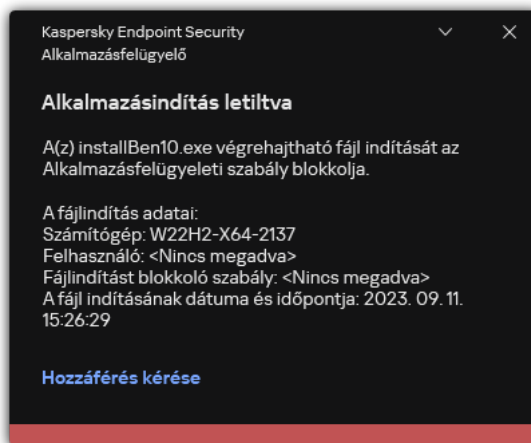 Kaspersky Endpoint Security
Alkalmazásfelügyelő
Alkalmazásindítás letiltva
A(z) installBen10.exe végrehajtható fájl indítását az
Alkalmazásfelügyeleti szabály blokkolja.
A fájlindítás adatai:
Számítógép: W22H2-X64-2137
Felhasználó: <Nincs megadva>
Fájlindítást blokkoló szabály: <Nincs megadva>
A fájl indításának dátuma és időpontja: 2023. 09. 11.
15:26:29
Hozzáférés kérése